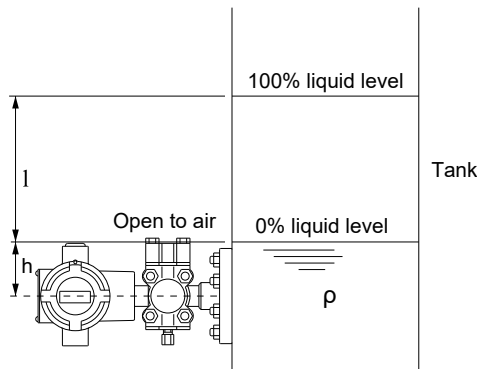 100% liquid level
l
Tank
Open to air
0% liquid level
h
ρ